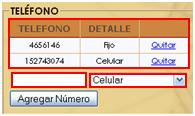 TELÉFONO
TELEFONO DETALLE
4656146 Fijo Quitar
152743074 Celular Quitar
Celular
Agregar Número